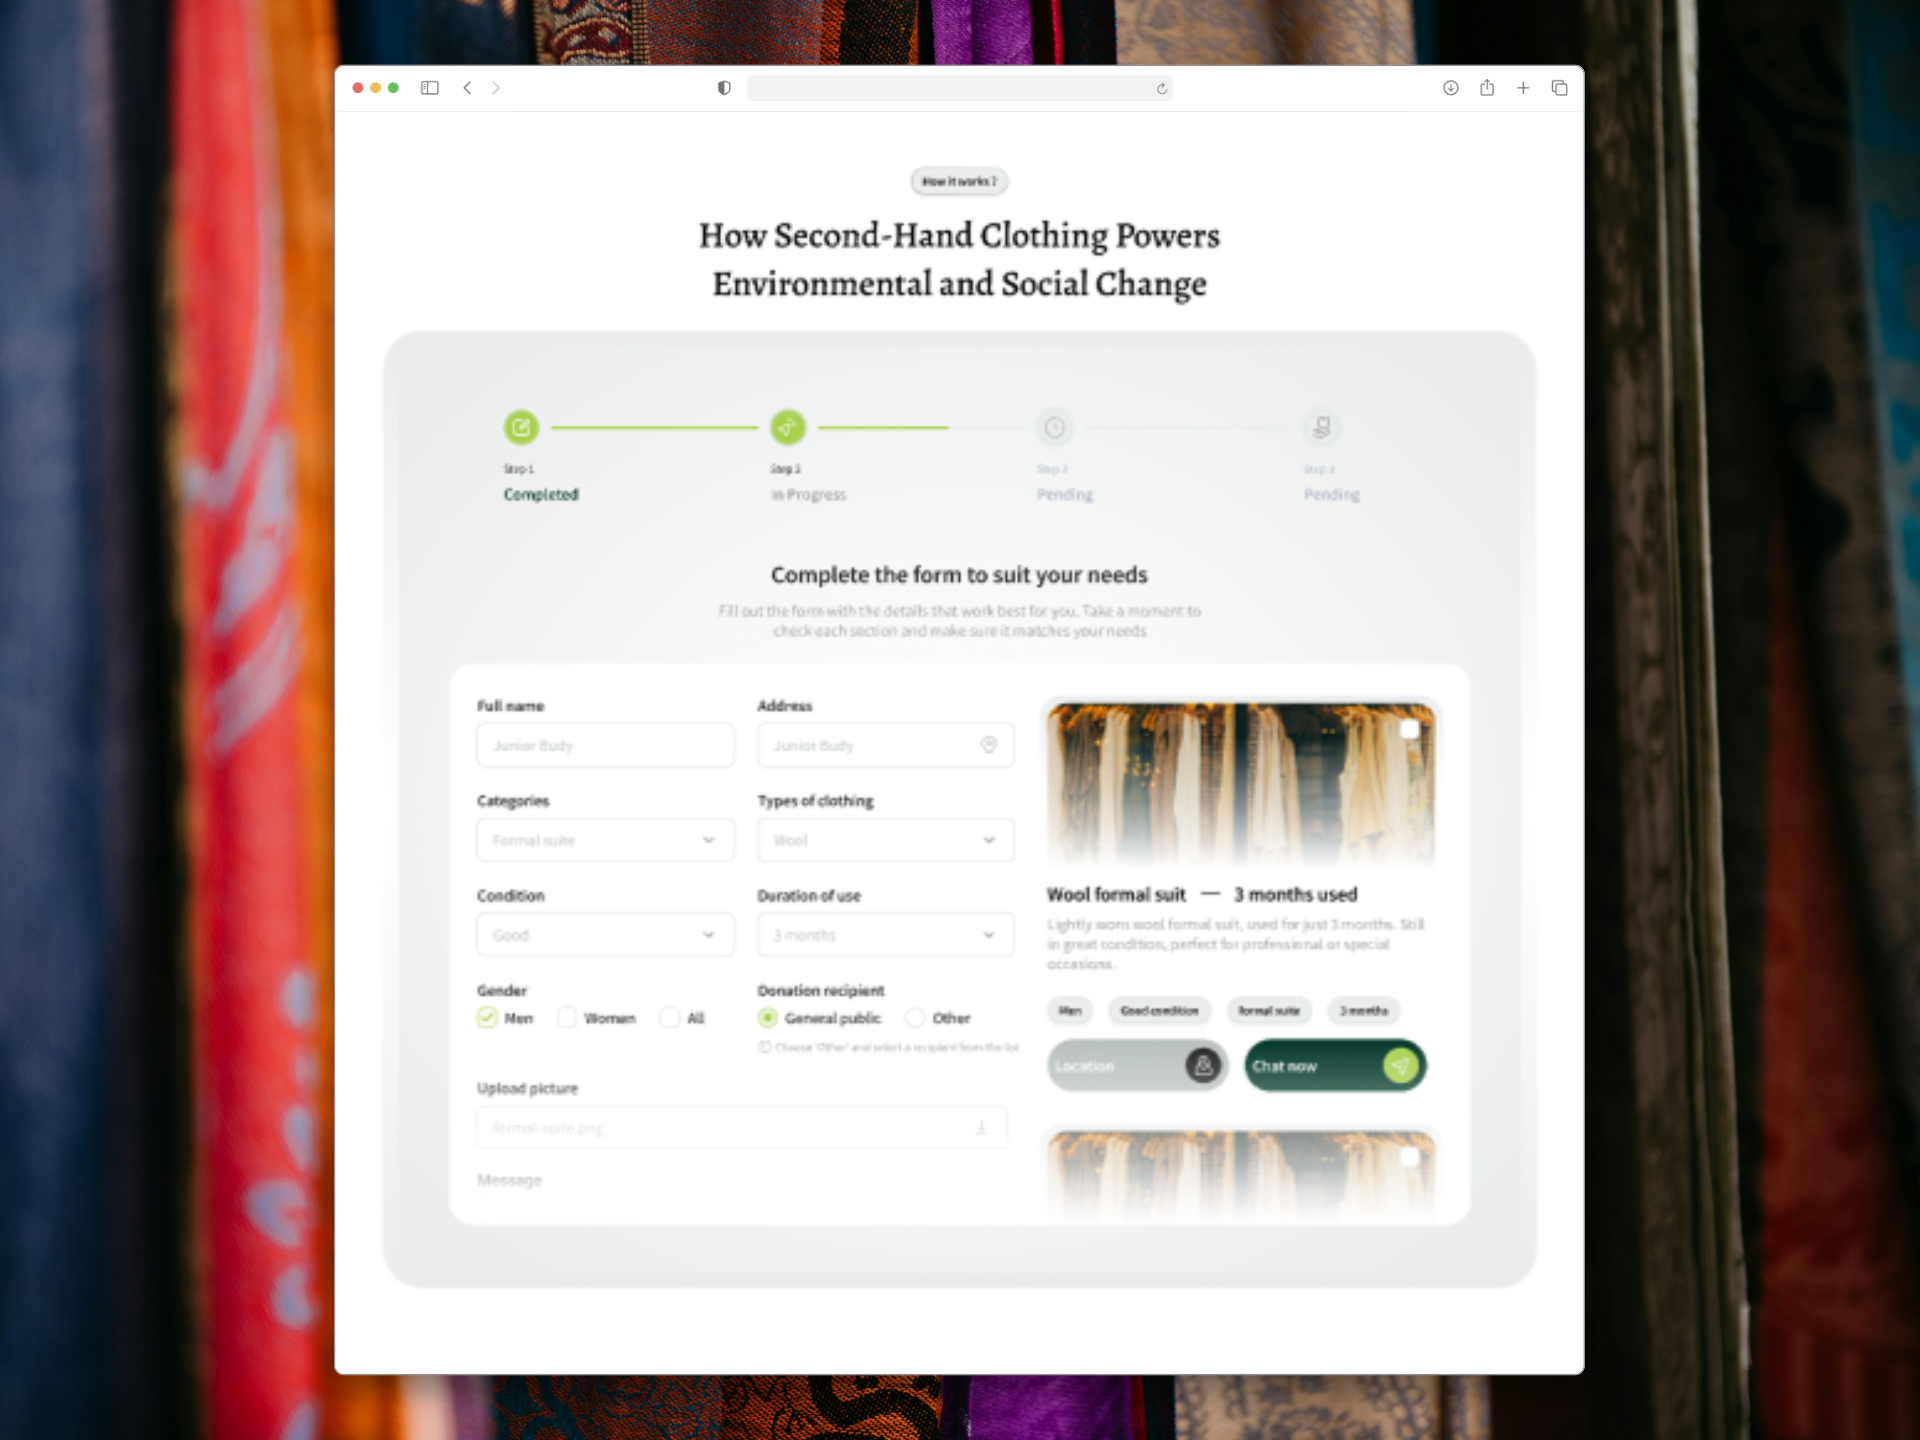 How it works?
How Second-Hand Clothing Powers
Environmental and Social Change
Step 1
Completed
Step 2
In Progress
Step 3
Pending
Step 4
Pending
Complete the form to suit your needs
Fill out the form with the details that work best for you. Take a moment to
check each section and make sure it matches your needs
Full name
Junior Budy
Address
Junior Budy
Categories
Formal suite
Types of clothing
Wool
Condition
Good
Duration of use
3 months
Gender
Men
Women
All
Donation recipient
General public
Other
Choose 'Other' and select a recipient from the list
Upload picture
formal-suite.png
Message
Wool formal suit — 3 months used
Lightly worn wool formal suit, used for just 3 months. Still
in great condition, perfect for professional or special
occasions.
Men
Good condition
formal suite
3 months
Location
Chat now